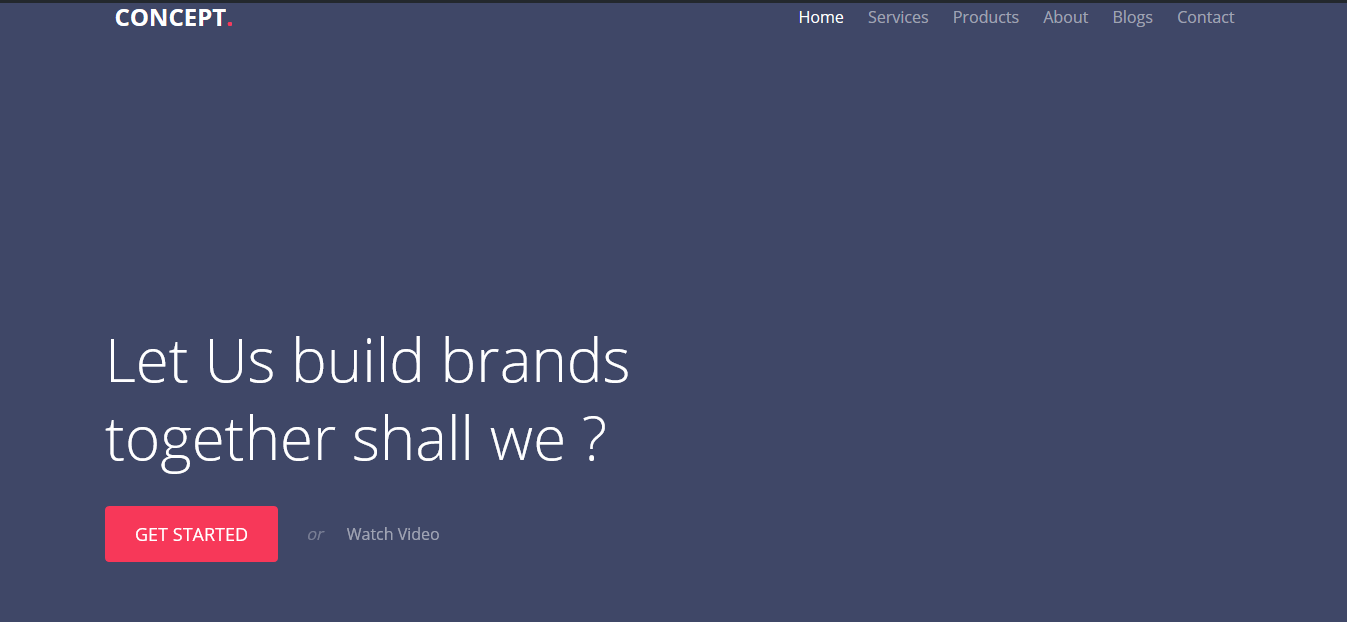 CONCEPT.
Home Services Products About Blogs Contact
Let Us build brands
together shall we ?
GET STARTED or Watch Video